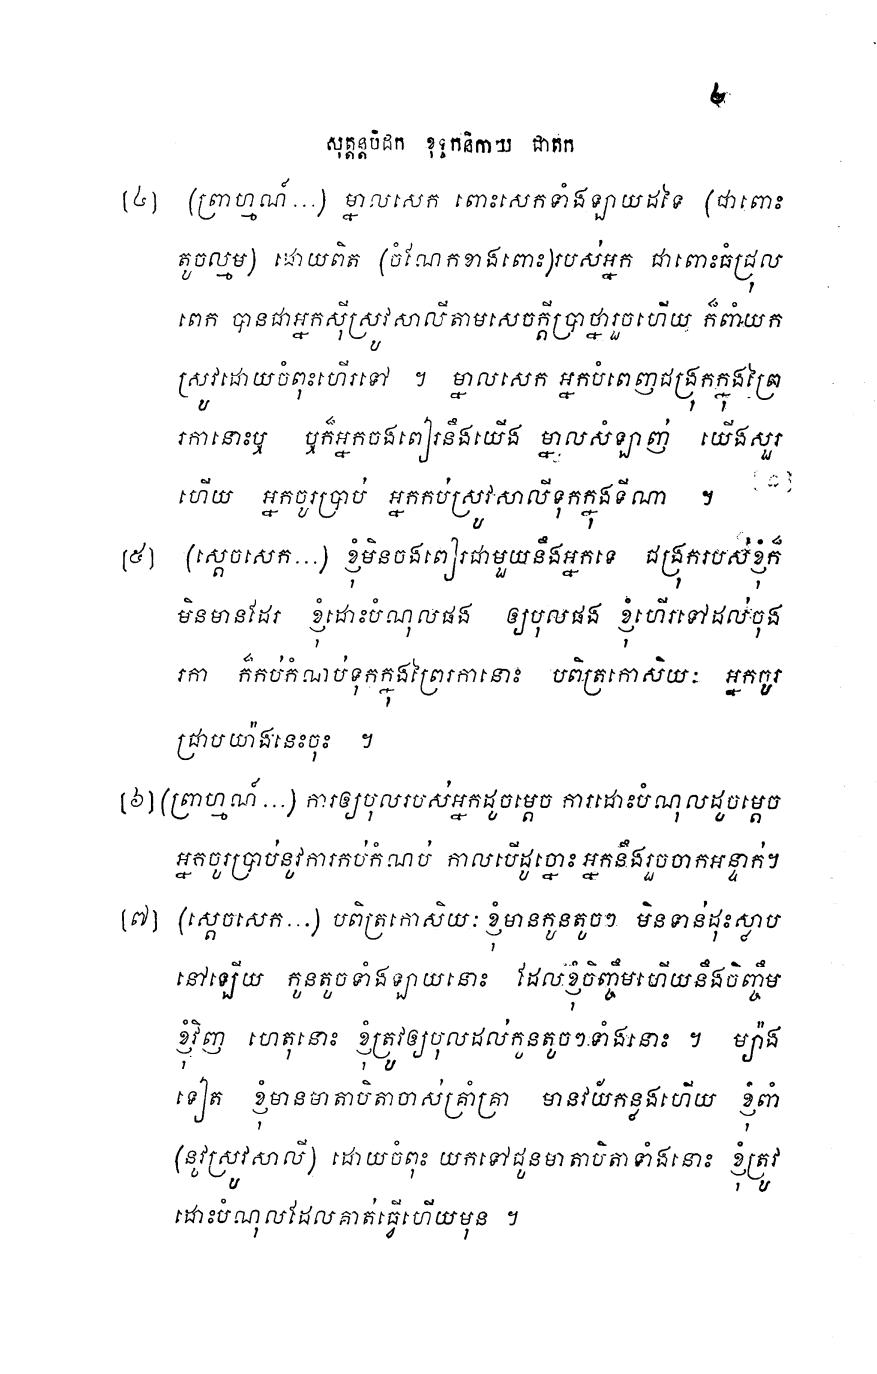 ៤
សុត្តន្តបិដក ខុទ្ទកនិកាយ ជាតក
(៤) (ព្រាហ្មណ៍...) ម្នាលសេក ពោះសេកទាំងឡាយដទៃ (ជាពោះ
តូចល្មម) ដោយពិត (ចំណែកខាងពោះ)របស់អ្នក ជាពោះធំជ្រុល
ពេក បានជាអ្នកស៊ីស្រូវសាលីតាមសេចក្តីប្រាថ្នារួចហើយ ក៏ពាំយក
ស្រូវដោយចំពុះហើរទៅ ។ ម្នាលសេក អ្នកបំពេញជង្រុកក្នុងព្រៃ
រកានោះឬ ឬក៏អ្នកចងពៀរនឹងយើង ម្នាលសំឡាញ់ យើងសួរ
ហើយ អ្នកចូរប្រាប់ អ្នកកប់ស្រូវសាលីទុកក្នុងទីណា ។
(៥) (ស្តេចសេក...) ខ្ញុំមិនចងពៀរជាមួយនឹងអ្នកទេ ជង្រុករបស់ខ្ញុំក៏
មិនមានដែរ ខ្ញុំដោះបំណុលផង ឲ្យបុលផង ខ្ញុំហើរទៅដល់ចុង
រកា ក៏កប់កំណប់ទុកក្នុងព្រៃរកានោះ បពិត្រកោសិយៈ អ្នកចូរ
ជ្រាបយ៉ាងនេះចុះ ។
(៦) (ព្រាហ្មណ៍...) ការឲ្យបុលរបស់អ្នកដូចម្តេច ការដោះបំណុលដូចម្តេច
អ្នកចូរប្រាប់នូវការកប់កំណប់ កាលបើដូច្នោះ អ្នកនឹងរួចចាកអន្ទាក់។
(៧) (ស្តេចសេក...) បពិត្រកោសិយៈ ខ្ញុំមានកូនតូចៗ មិនទាន់ដុះស្លាប
នៅឡើយ កូនតូចទាំងឡាយនោះ ដែលខ្ញុំចិញ្ចឹមហើយនឹងចិញ្ចឹម
ខ្ញុំវិញ ហេតុនោះ ខ្ញុំត្រូវឲ្យបុលដល់កូនតូចៗទាំងនោះ ។ ម្យ៉ាង
ទៀត ខ្ញុំមានមាតាបិតាចាស់គ្រាំគ្រា មានវ័យកន្លងហើយ ខ្ញុំពាំ
(នូវស្រូវសាលី) ដោយចំពុះ យកទៅជូនមាតាបិតាទាំងនោះ ខ្ញុំត្រូវ
ដោះបំណុលដែលគាត់ធ្វើហើយមុន ។